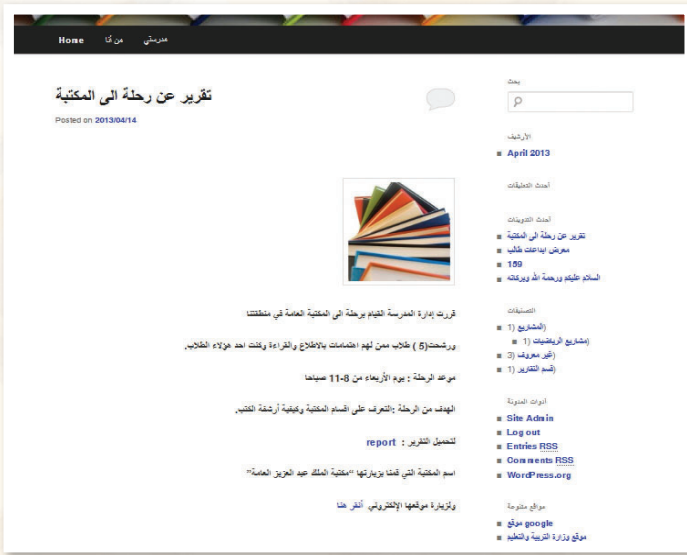 Home من أنا مدرستي
تقرير عن رحلة الى المكتبة
Posted on 2013/04/14
قررت إدارة المدرسة القيام برحلة الى المكتبة العامة في منطقتنا
ورشحت(5 ) طلاب ممن لهم اهتمامات بالاطلاع والقراءة وكنت احد هؤلاء الطلاب.
موعد الرحلة : يوم الأربعاء من 8-11 صباحا
الهدف من الرحلة :التعرف على اقسام المكتبة وكيفية أرشفة الكتب.
لتحميل التقرير : report
اسم المكتبة التي قمنا بزيارتها “مكتبة الملك عبد العزيز العامة”
ولزيارة موقعها الإلكتروني أنقر هنا
بحث
الأرشيف
April 2013
أحدث التعليقات
أحدث التدوينات
تقرير عن رحلة الى المكتبة
معرض ابداعات طالب
159
السلام عليكم ورحمة الله وبركاته
التصنيفات
(المشاريع (1
(مشاريع الرياضيات (1
(غير معروف (3
(قسم التقارير (1
أدوات المدونة
Site Admin
Log out
Entries RSS
Comments RSS
WordPress.org
مواقع متنوعة
google موقع
موقع وزارة التربية والتعليم